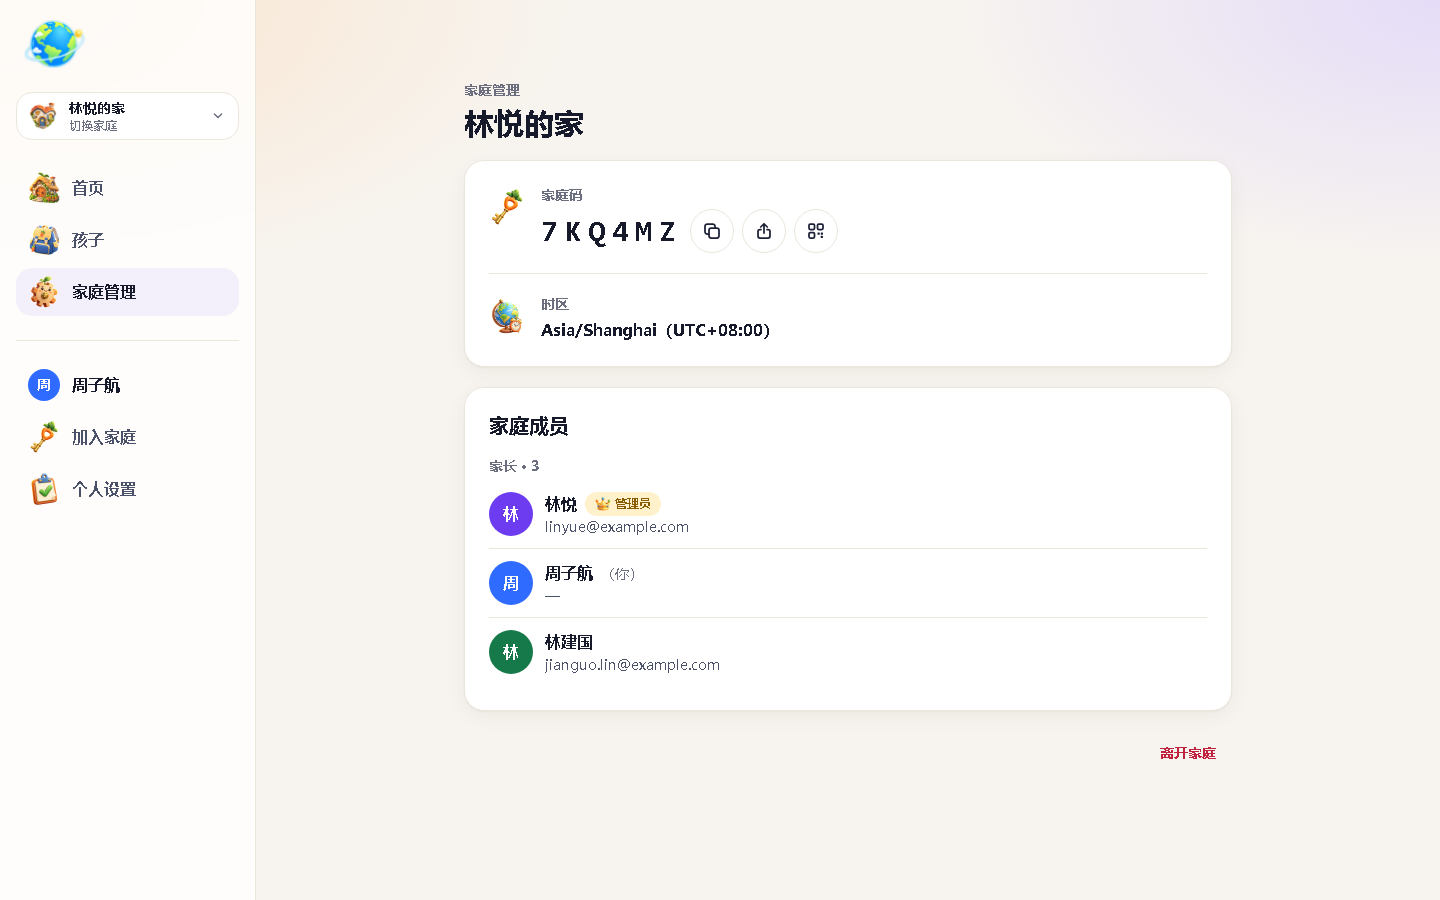 林悦的家
切换家庭
首页
孩子
家庭管理
周 周子航
加入家庭
个人设置
家庭管理
林悦的家
家庭码
7KQ4MZ
时区
Asia/Shanghai（UTC+08:00）
家庭成员
家长 • 3
林 林悦 管理员
linyue@example.com
周 周子航 （你）
—
林 林建国
jianguo.lin@example.com
离开家庭